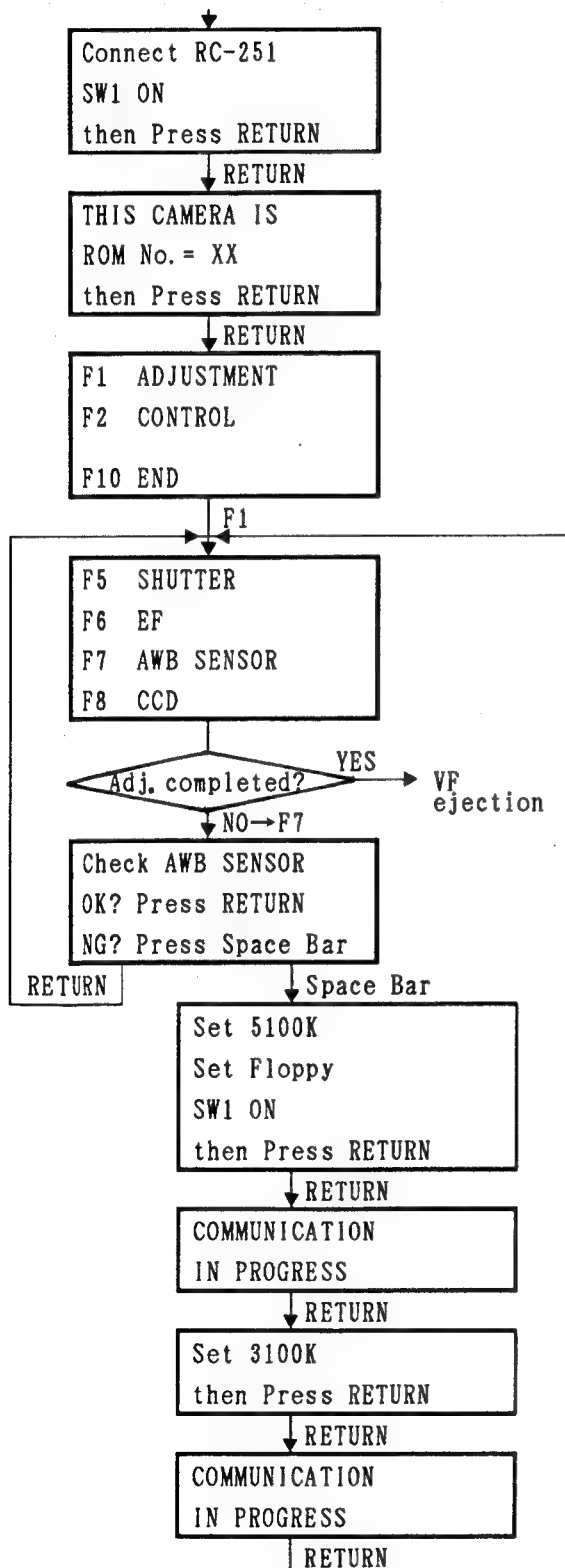 Connect RC-251
SW1 ON
then Press RETURN
RETURN
THIS CAMERA IS
ROM No.= XX
then Press RETURN
RETURN
F1 ADJUSTMENT
F2 CONTROL
F10 END
F1
F5 SHUTTER
F6 EF
F7 AWB SENSOR
F8 CCD
Adj. completed?
YES
VF
ejection
NO→F7
Check AWB SENSOR
OK? Press RETURN
NG? Press Space Bar
RETURN
Space Bar
Set 5100K
Set Floppy
SW1 ON
then Press RETURN
RETURN
COMMUNICATION
IN PROGRESS
RETURN
Set 3100K
then Press RETURN
RETURN
COMMUNICATION
IN PROGRESS
RETURN